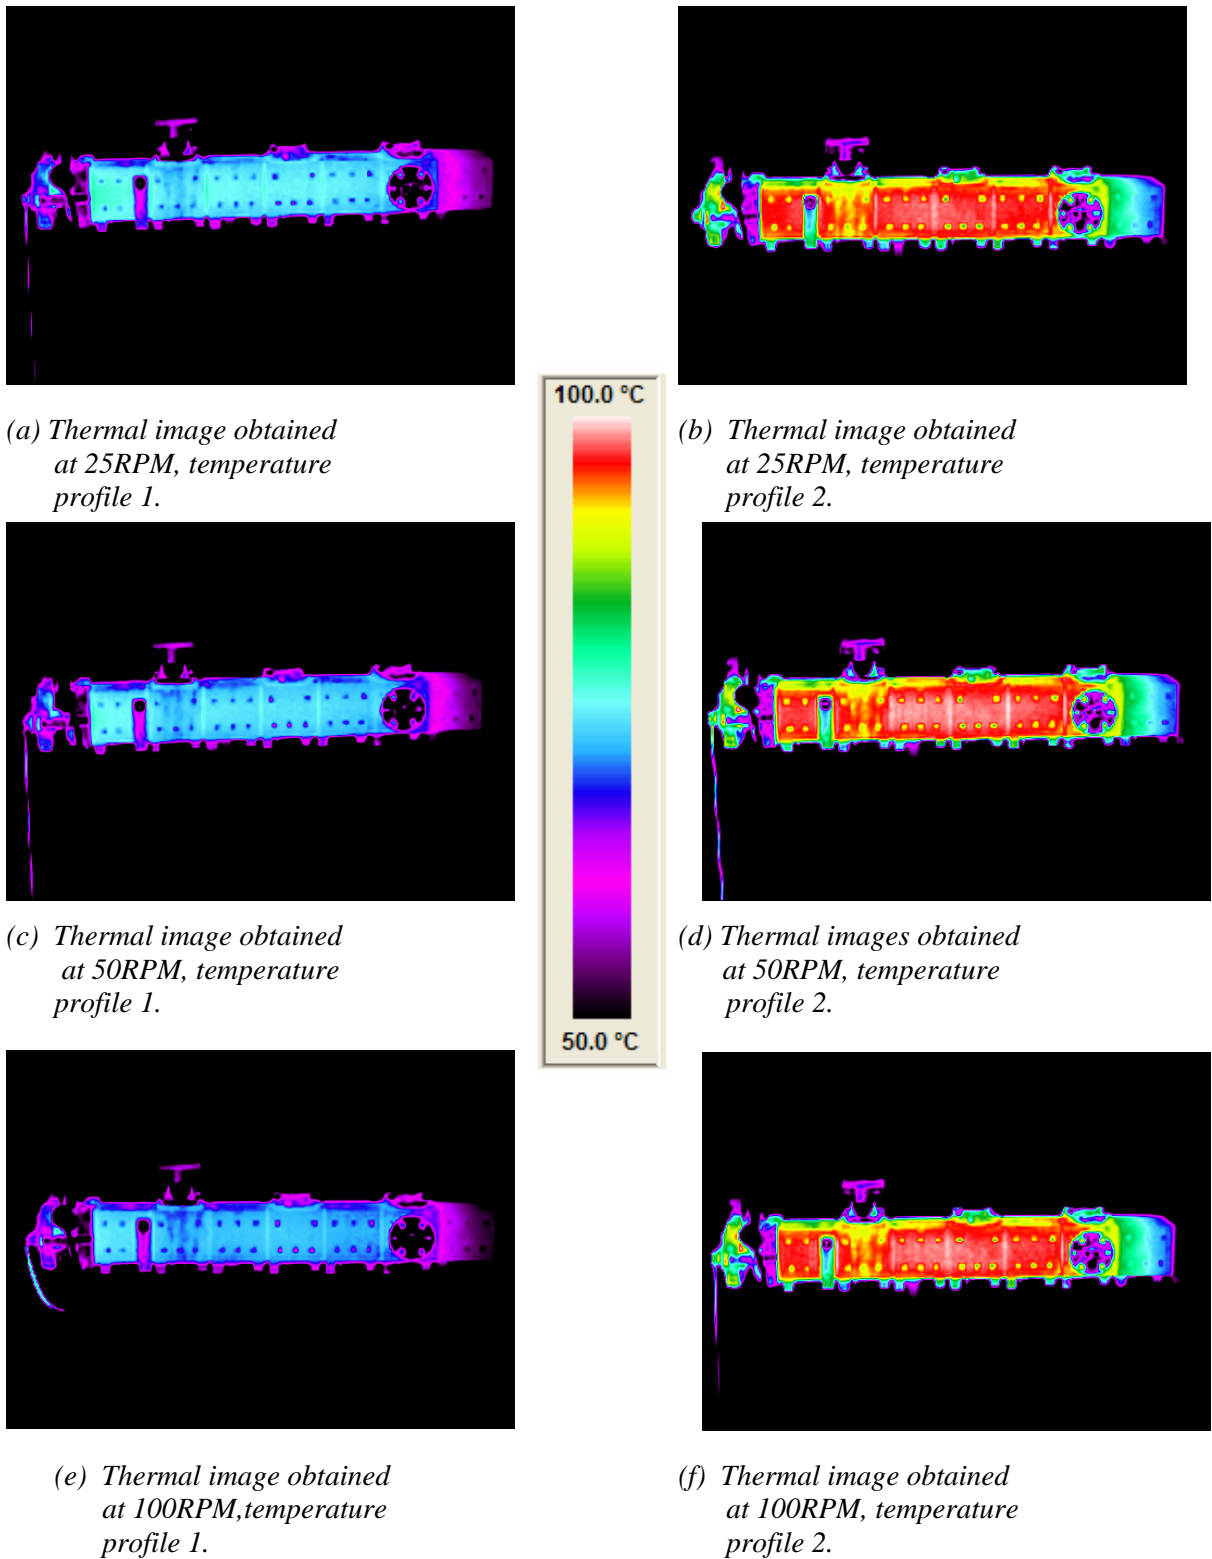 (a) Thermal image obtained
at 25RPM, temperature
profile 1.
(b) Thermal image obtained
at 25RPM, temperature
profile 2.
100.0 °C
50.0 °C
(c) Thermal image obtained
at 50RPM, temperature
profile 1.
(d) Thermal images obtained
at 50RPM, temperature
profile 2.
(e) Thermal image obtained
at 100RPM,temperature
profile 1.
(f) Thermal image obtained
at 100RPM, temperature
profile 2.